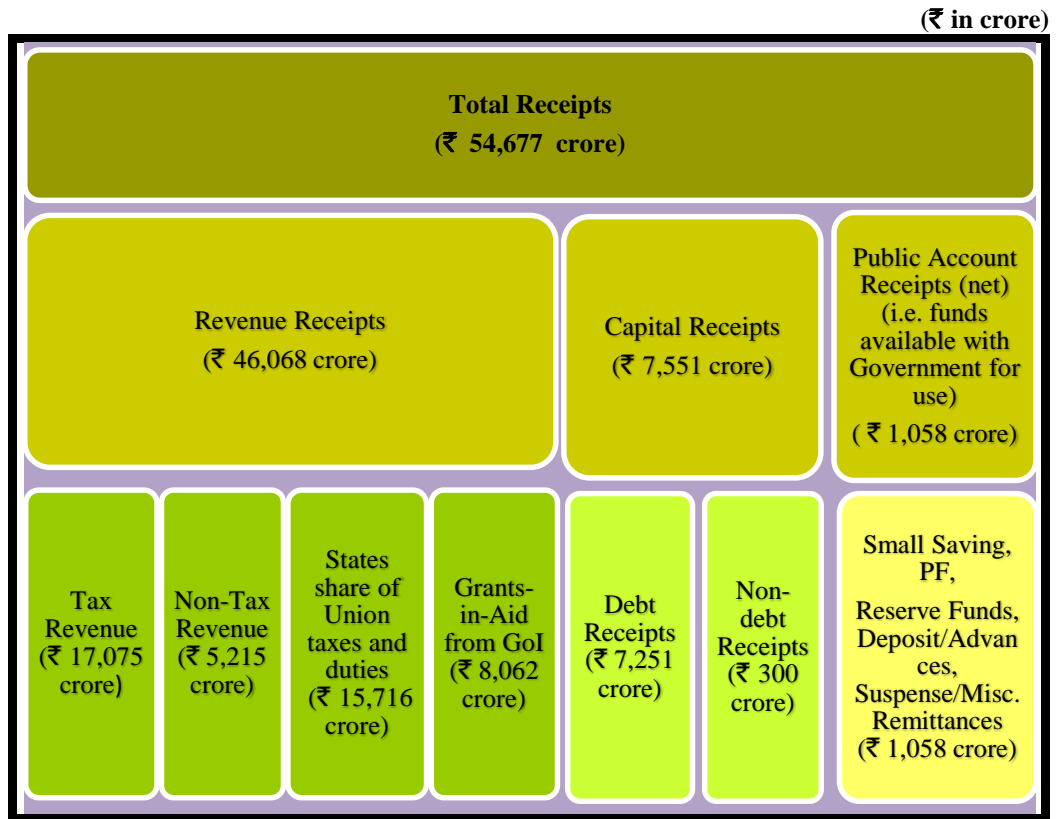 (₹ in crore)
Total Receipts
(₹ 54,677 crore)
Revenue Receipts
(₹ 46,068 crore)
Capital Receipts
(₹ 7,551 crore)
Public Account
Receipts (net)
(i.e. funds
available with
Government for
use)
( ₹ 1,058 crore)
Tax
Revenue
(₹ 17,075
crore)
Non-Tax
Revenue
(₹ 5,215
crore)
States
share of
Union
taxes and
duties
(₹ 15,716
crore)
Grants-
in-Aid
from GoI
(₹ 8,062
crore)
Debt
Receipts
(₹ 7,251
crore)
Non-
debt
Receipts
(₹ 300
crore)
Small Saving,
PF,
Reserve Funds,
Deposit/Advan
ces,
Suspense/Misc.
Remittances
(₹ 1,058 crore)